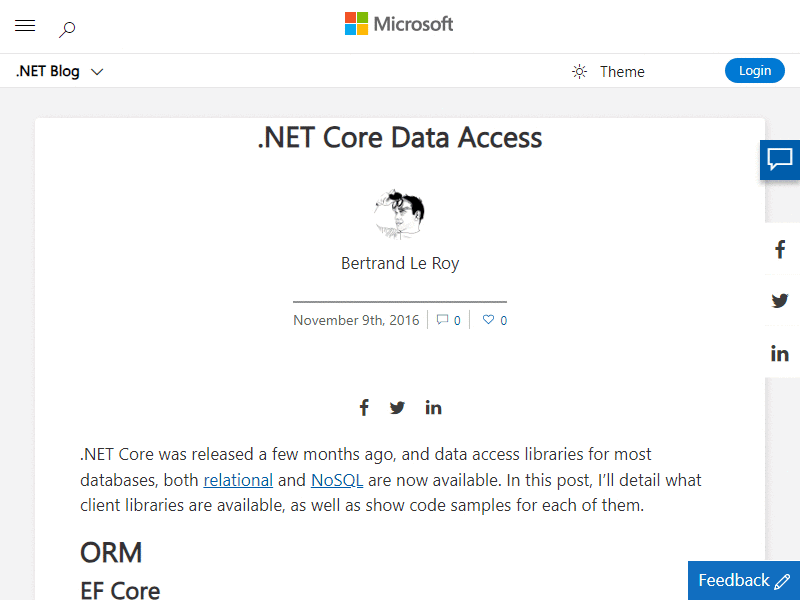 Microsoft
.NET Blog
Theme
Login
.NET Core Data Access
Bertrand Le Roy
November 9th, 2016 0 0
.NET Core was released a few months ago, and data access libraries for most
databases, both relational and NoSQL are now available. In this post, I’ll detail what
client libraries are available, as well as show code samples for each of them.
ORM
EF Core
Feedback